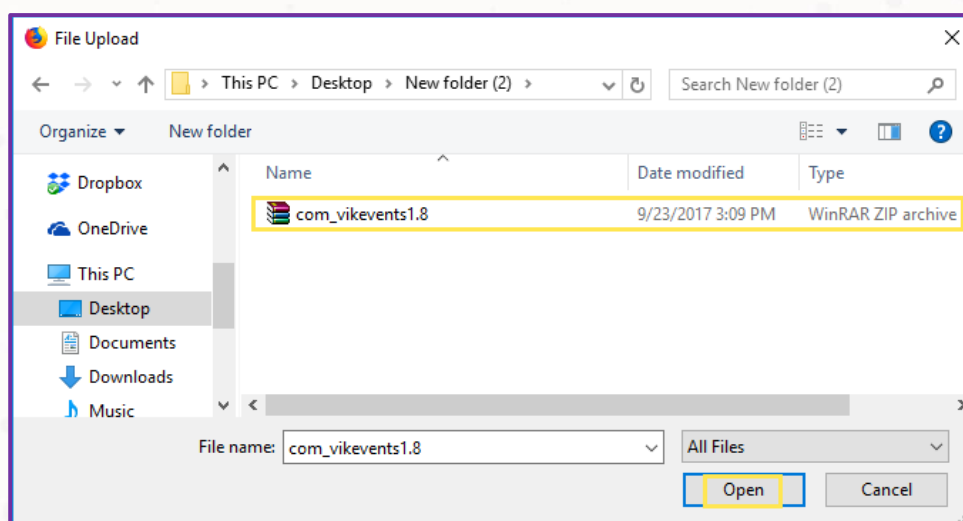 File Upload
This PC > Desktop > New folder (2) >
Search New folder (2)
Organize
New folder
Name
Date modified
Type
com_vikevents1.8
9/23/2017 3:09 PM
WinRAR ZIP archive
Dropbox
OneDrive
This PC
Desktop
Documents
Downloads
Music
File name:
com_vikevents1.8
All Files
Open
Cancel